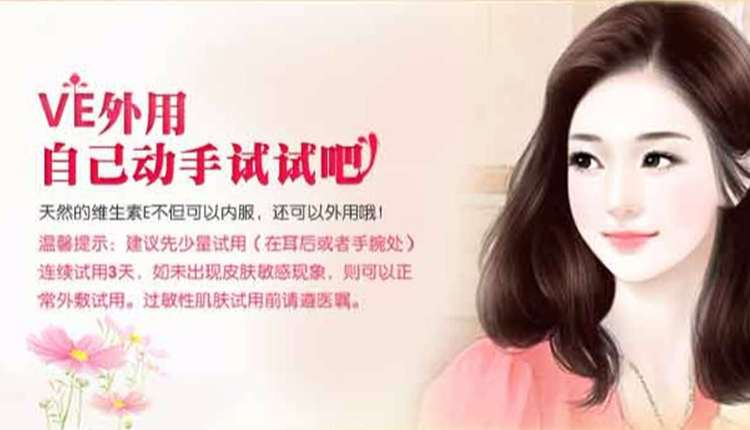 VE外用
自己动手试试吧
天然的维生素E不但可以内服，还可以外用哦！
温馨提示：建议先少量试用（在耳后或者手腕处）
连续试用3天，如未出现皮肤敏感现象，则可以正
常外敷试用。过敏性肌肤试用前请遵医嘱。